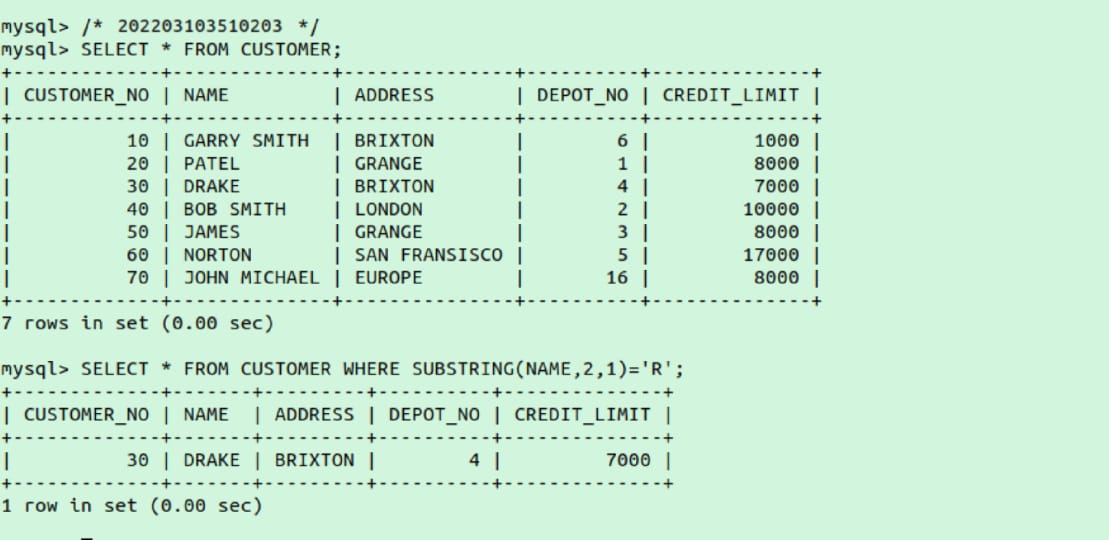 mysql> /* 202203103510203 */
mysql> SELECT * FROM CUSTOMER;
+-------------+--------------+---------------+----------+--------------+
| CUSTOMER_NO | NAME         | ADDRESS       | DEPOT_NO | CREDIT_LIMIT |
+-------------+--------------+---------------+----------+--------------+
|          10 | GARRY SMITH  | BRIXTON       |        6 |         1000 |
|          20 | PATEL        | GRANGE        |        1 |         8000 |
|          30 | DRAKE        | BRIXTON       |        4 |         7000 |
|          40 | BOB SMITH    | LONDON        |        2 |        10000 |
|          50 | JAMES        | GRANGE        |        3 |         8000 |
|          60 | NORTON       | SAN FRANSISCO |        5 |        17000 |
|          70 | JOHN MICHAEL | EUROPE        |       16 |         8000 |
+-------------+--------------+---------------+----------+--------------+
7 rows in set (0.00 sec)

mysql> SELECT * FROM CUSTOMER WHERE SUBSTRING(NAME,2,1)='R';
+-------------+-------+---------+----------+--------------+
| CUSTOMER_NO | NAME  | ADDRESS | DEPOT_NO | CREDIT_LIMIT |
+-------------+-------+---------+----------+--------------+
|          30 | DRAKE | BRIXTON |        4 |         7000 |
+-------------+-------+---------+----------+--------------+
1 row in set (0.00 sec)